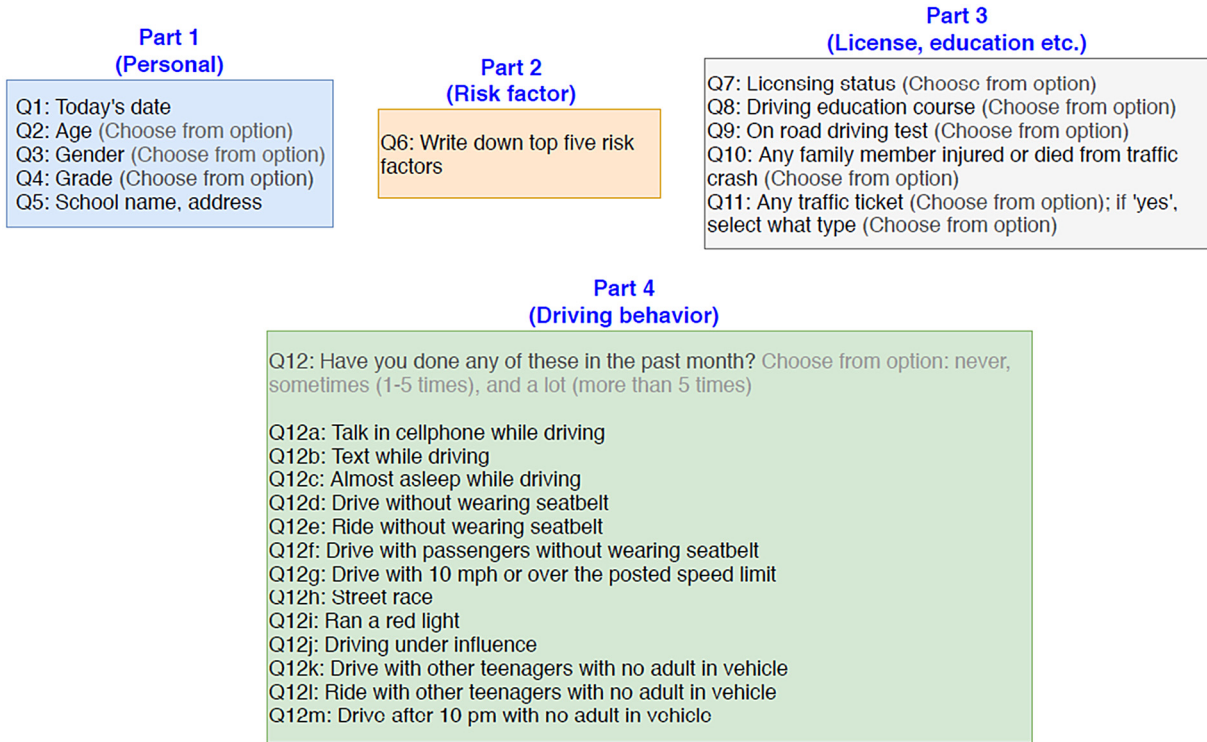 Part 1
(Personal)
Q1: Today's date
Q2: Age (Choose from option)
Q3: Gender (Choose from option)
Q4: Grade (Choose from option)
Q5: School name, address
Part 2
(Risk factor)
Q6: Write down top five risk
factors
Part 3
(License, education etc.)
Q7: Licensing status (Choose from option)
Q8: Driving education course (Choose from option)
Q9: On road driving test (Choose from option)
Q10: Any family member injured or died from traffic
crash (Choose from option)
Q11: Any traffic ticket (Choose from option); if 'yes',
select what type (Choose from option)
Part 4
(Driving behavior)
Q12: Have you done any of these in the past month? Choose from option: never,
sometimes (1-5 times), and a lot (more than 5 times)
Q12a: Talk in cellphone while driving
Q12b: Text while driving
Q12c: Almost asleep while driving
Q12d: Drive without wearing seatbelt
Q12e: Ride without wearing seatbelt
Q12f: Drive with passengers without wearing seatbelt
Q12g: Drive with 10 mph or over the posted speed limit
Q12h: Street race
Q12i: Ran a red light
Q12j: Driving under influence
Q12k: Drive with other teenagers with no adult in vehicle
Q12l: Ride with other teenagers with no adult in vehicle
Q12m: Drive after 10 pm with no adult in vehicle